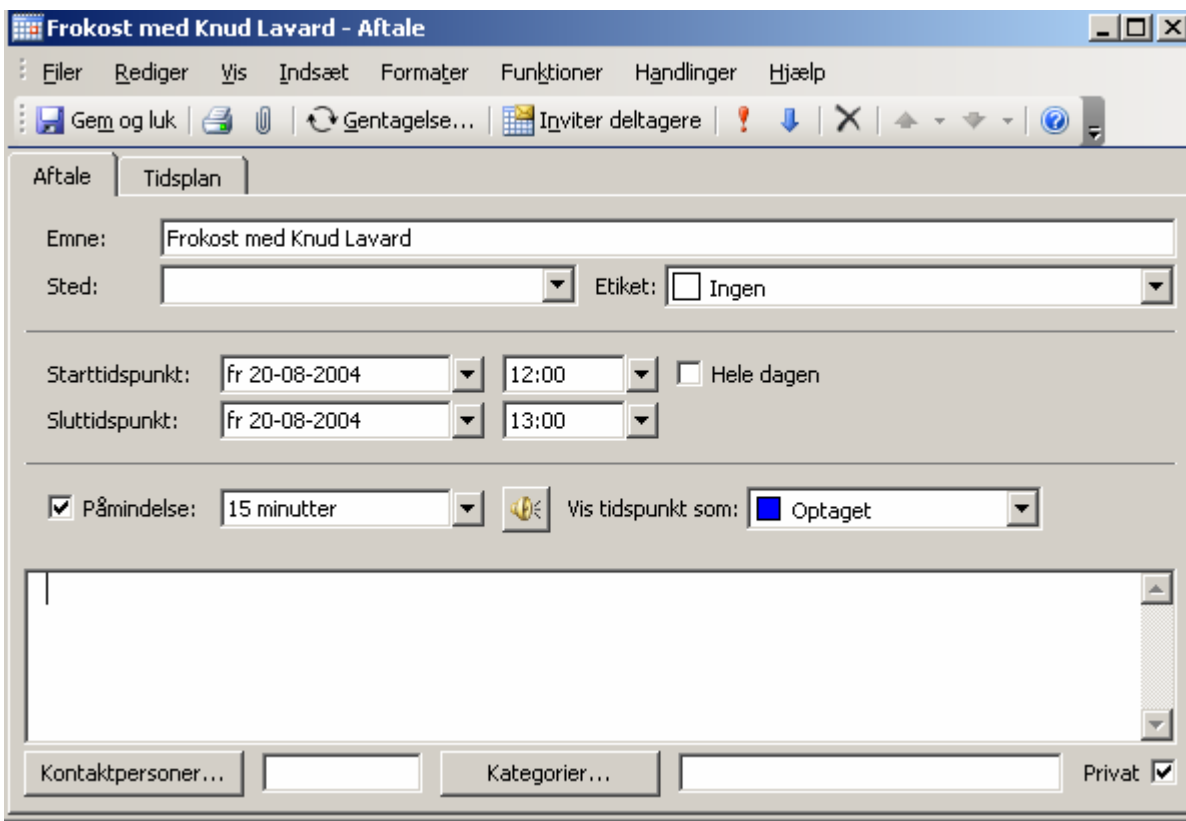 Frokost med Knud Lavard - Aftale
Filer Rediger Vis Indsæt Formater Funktioner Handlinger Hjælp
Gem og luk Gentagelse... Inviter deltagere
Aftale Tidsplan
Emne: Frokost med Knud Lavard
Sted: Etiket: Ingen
Starttidspunkt: fr 20-08-2004 12:00 Hele dagen
Sluttidspunkt: fr 20-08-2004 13:00
Påmindelse: 15 minutter Vis tidspunkt som: Optaget
Kontaktpersoner... Kategorier... Privat